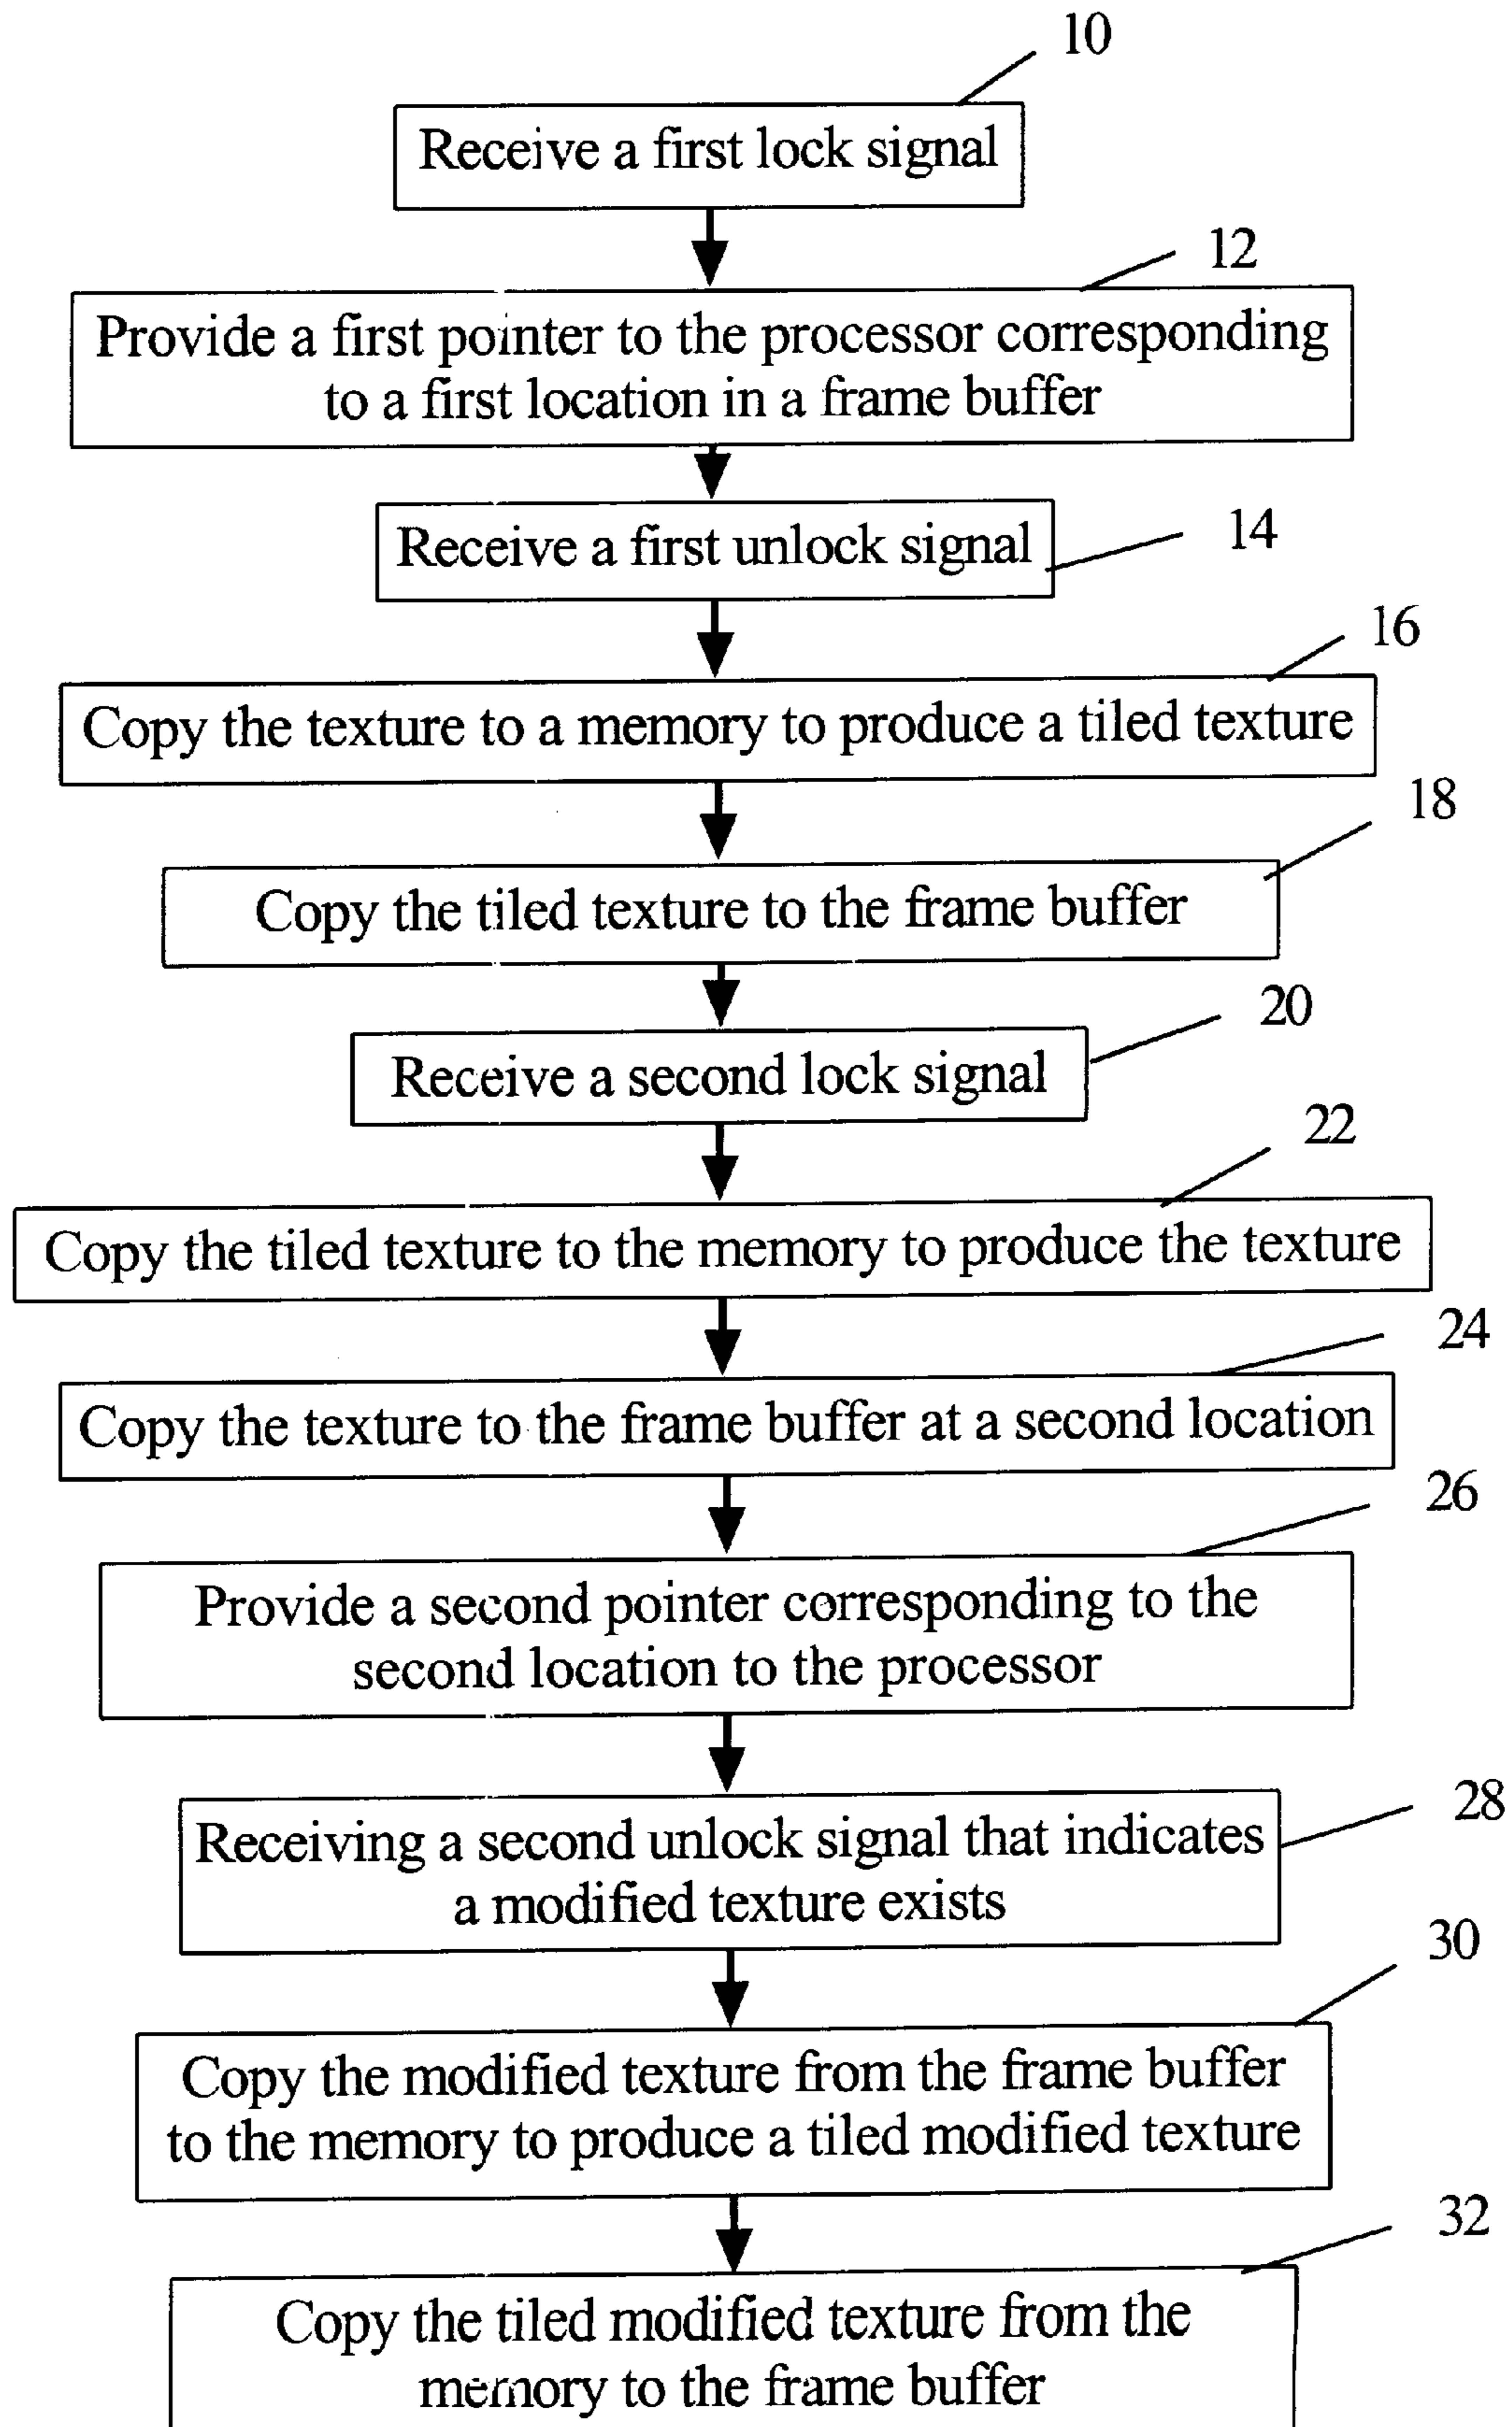 10
Receive a first lock signal
12
Provide a first pointer to the processor corresponding
to a first location in a frame buffer
14
Receive a first unlock signal
16
Copy the texture to a memory to produce a tiled texture
18
Copy the tiled texture to the frame buffer
20
Receive a second lock signal
22
Copy the tiled texture to the memory to produce the texture
24
Copy the texture to the frame buffer at a second location
26
Provide a second pointer corresponding to the
second location to the processor
28
Receiving a second unlock signal that indicates
a modified texture exists
30
Copy the modified texture from the frame buffer
to the memory to produce a tiled modified texture
32
Copy the tiled modified texture from the
memory to the frame buffer